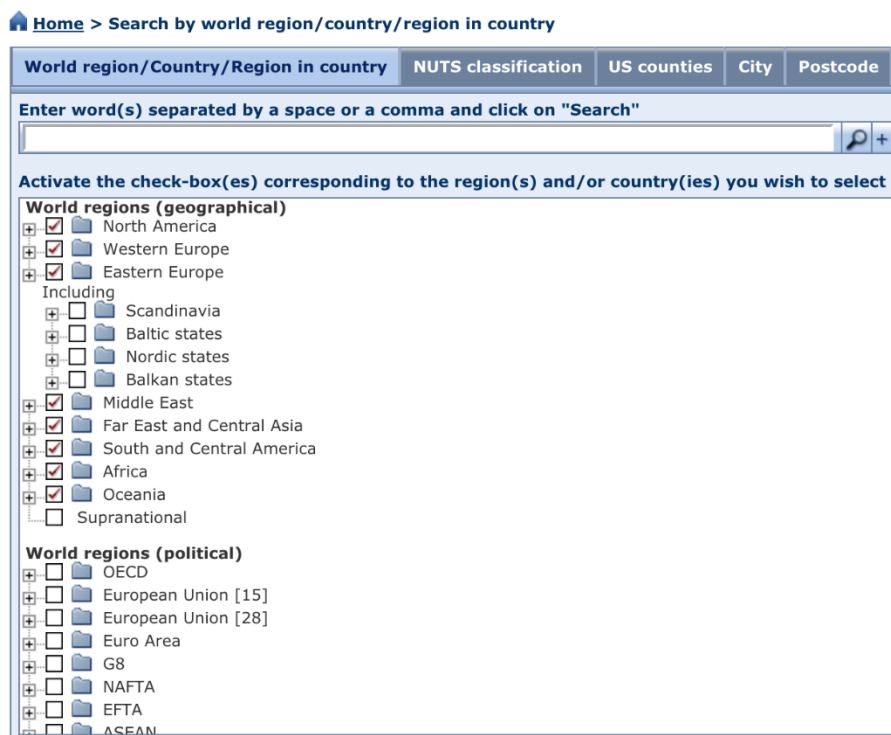 Home > Search by world region/country/region in country
World region/Country/Region in country NUTS classification US counties City Postcode
Enter word(s) separated by a space or a comma and click on "Search"
+
Activate the check-box(es) corresponding to the region(s) and/or country(ies) you wish to select
World regions (geographical)
North America
Western Europe
Eastern Europe
Including
Scandinavia
Baltic states
Nordic states
Balkan states
Middle East
Far East and Central Asia
South and Central America
Africa
Oceania
Supranational
World regions (political)
OECD
European Union [15]
European Union [28]
Euro Area
G8
NAFTA
EFTA
ASEAN